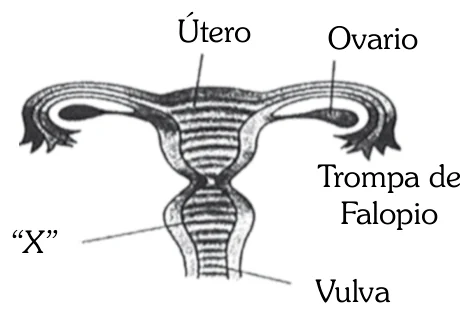 Útero
Ovario
Trompa de
Falopio
“X”
Vulva